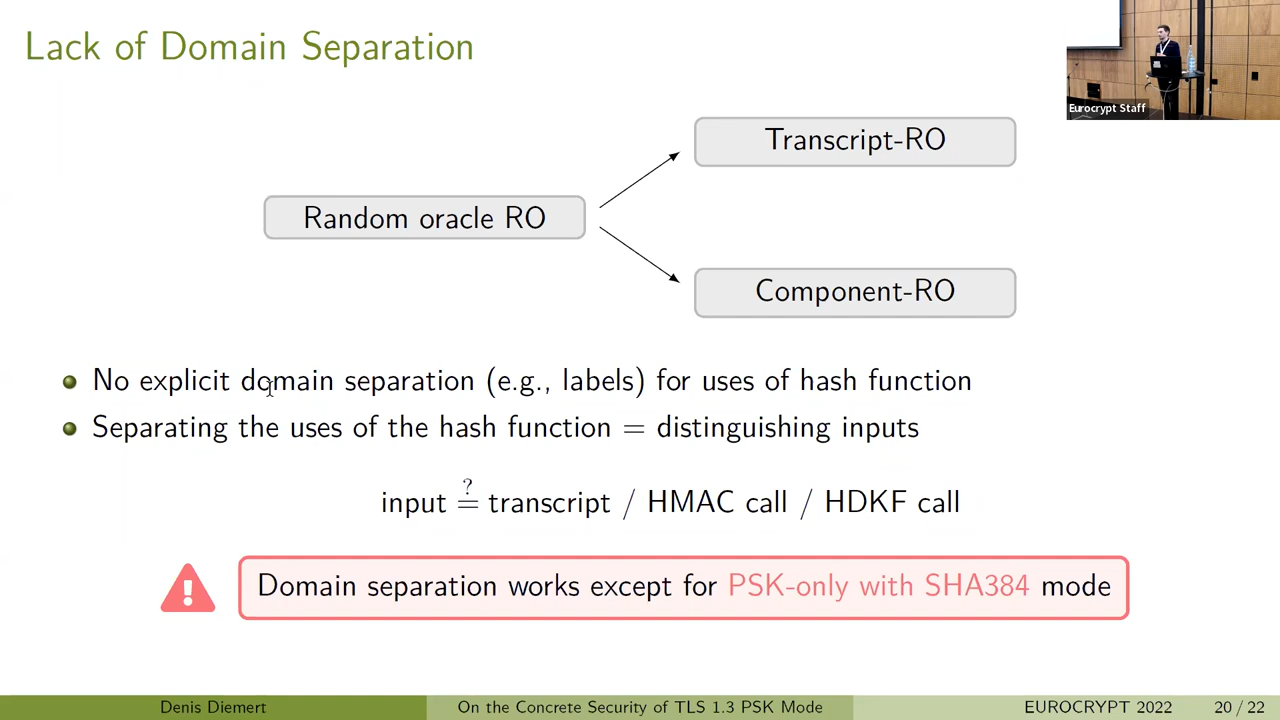 Lack of Domain Separation
Eurocrypt Staff
Transcript-RO
Random oracle RO
Component-RO
No explicit domain separation (e.g., labels) for uses of hash function
Separating the uses of the hash function = distinguishing inputs
input =? transcript / HMAC call / HDKF call
Domain separation works except for PSK-only with SHA384 mode
Denis Diemert
On the Concrete Security of TLS 1.3 PSK Mode
EUROCRYPT 2022
20 / 22